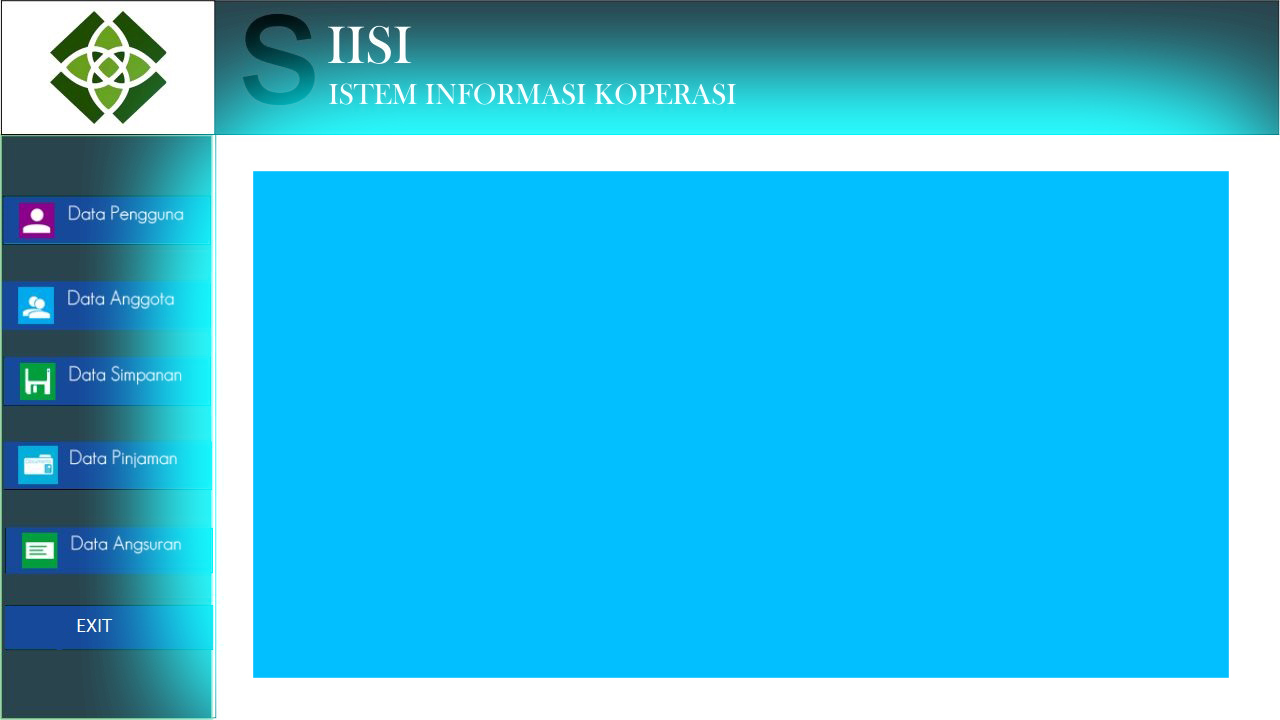 S IISI
ISTEM INFORMASI KOPERASI
Data Pengguna
Data Anggota
Data Simpanan
Data Pinjaman
Data Angsuran
EXIT